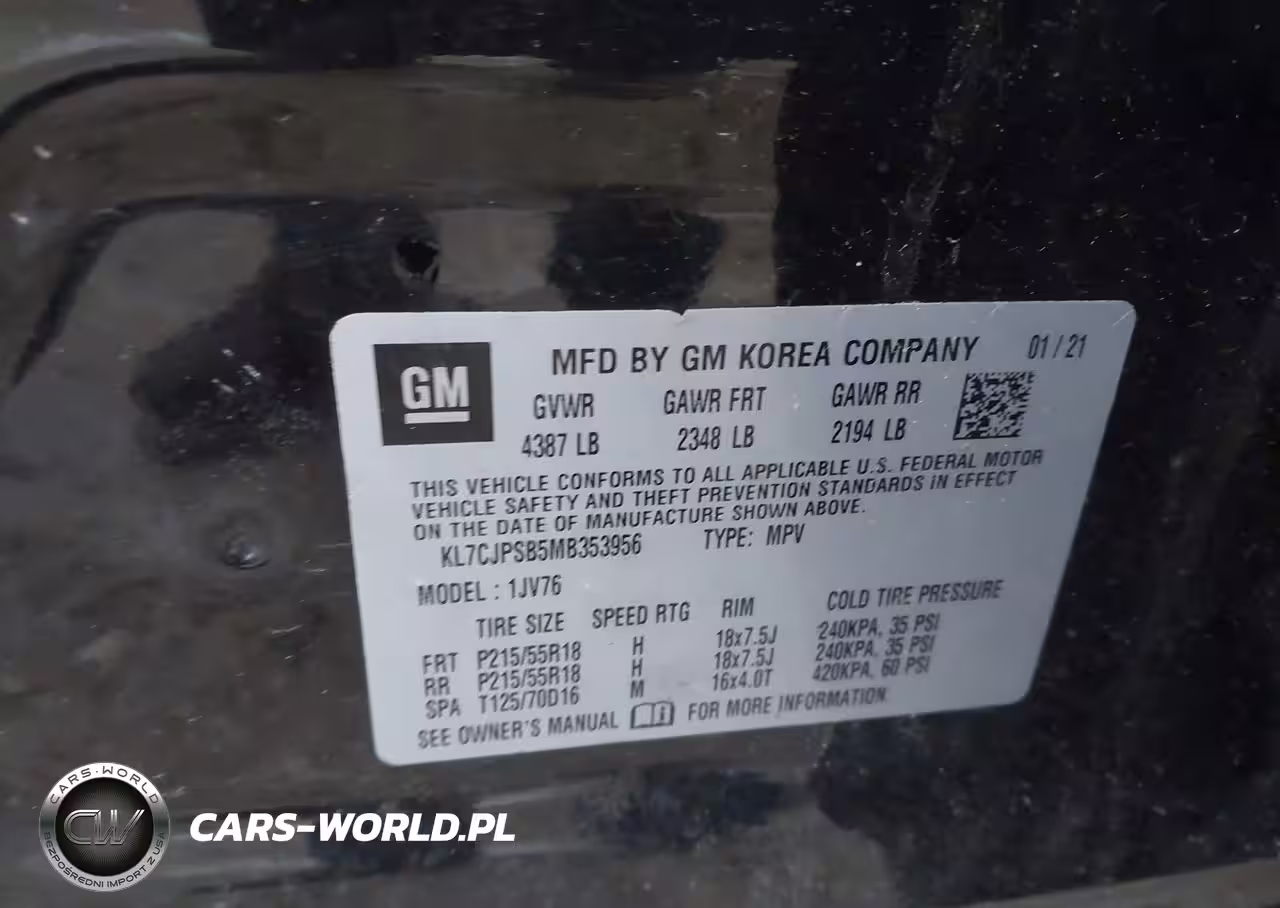 GM
MFD BY GM KOREA COMPANY 01 / 21
GVWR GAWR FRT GAWR RR
4387 LB 2348 LB 2194 LB
THIS VEHICLE CONFORMS TO ALL APPLICABLE U.S. FEDERAL MOTOR
VEHICLE SAFETY AND THEFT PREVENTION STANDARDS IN EFFECT
ON THE DATE OF MANUFACTURE SHOWN ABOVE.
KL7CJPSB5MB353956 TYPE: MPV
MODEL : 1JV76
TIRE SIZE SPEED RTG RIM COLD TIRE PRESSURE
FRT P215/55R18 H 18x7.5J 240KPA, 35 PSI
RR P215/55R18 H 18x7.5J 240KPA, 35 PSI
SPA T125/70D16 M 16x4.0T 420KPA, 60 PSI
SEE OWNER'S MANUAL FOR MORE INFORMATION
CARS-WORLD
CW
BEZPOŚREDNI IMPORT Z USA
CARS-WORLD.PL